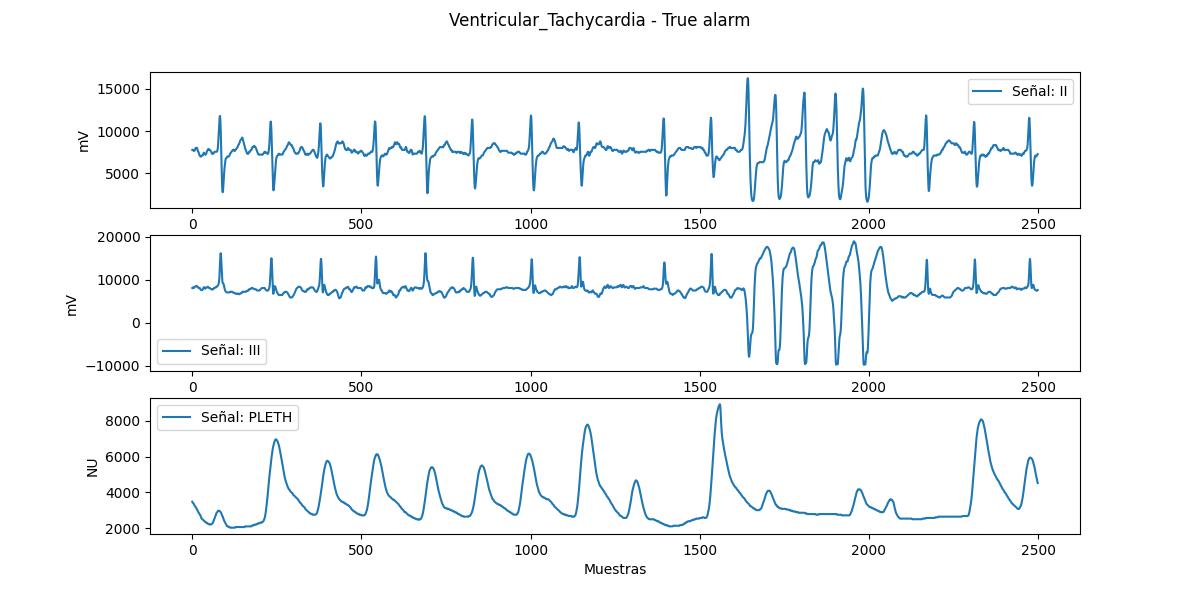 Ventricular_Tachycardia - True alarm
15000
10000
5000
mV
Señal: II
0 500 1000 1500 2000 2500
20000
10000
0
−10000
mV
Señal: III
0 500 1000 1500 2000 2500
8000
6000
4000
2000
NU
Señal: PLETH
0 500 1000 1500 2000 2500
Muestras